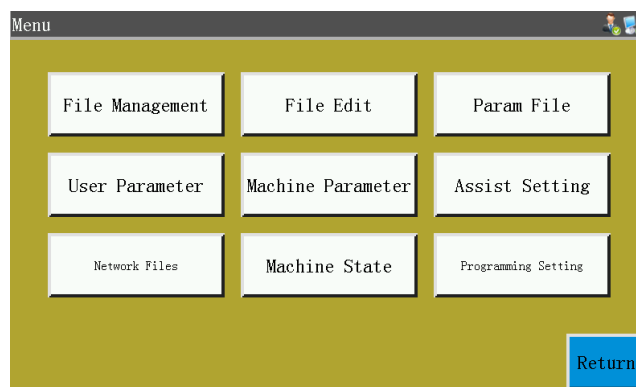 Menu
File Management
File Edit
Param File
User Parameter
Machine Parameter
Assist Setting
Network Files
Machine State
Programming Setting
Return